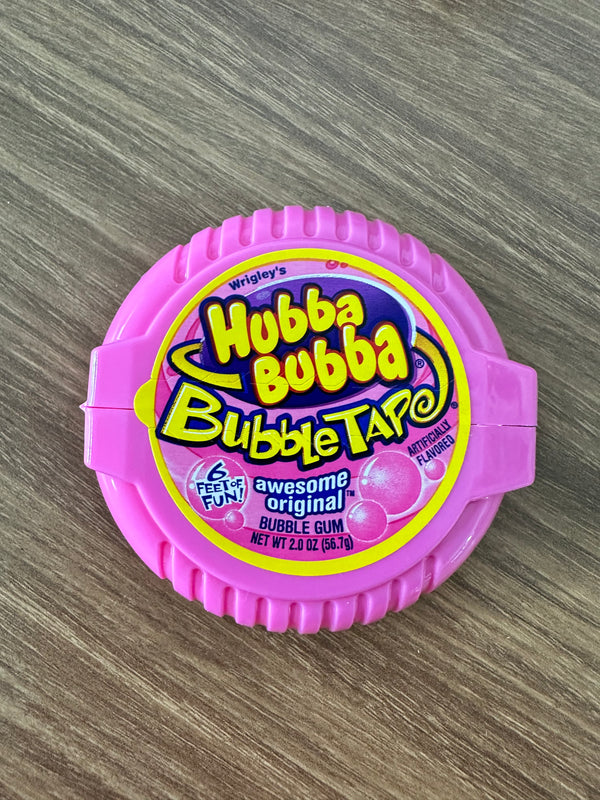 Wrigley's
Hubba
Bubba®
BubbleTape®
ARTIFICIALLY
FLAVORED
6
FEET OF
FUN!
awesome
original™
BUBBLE GUM
NET WT 2.0 OZ (56.7g)